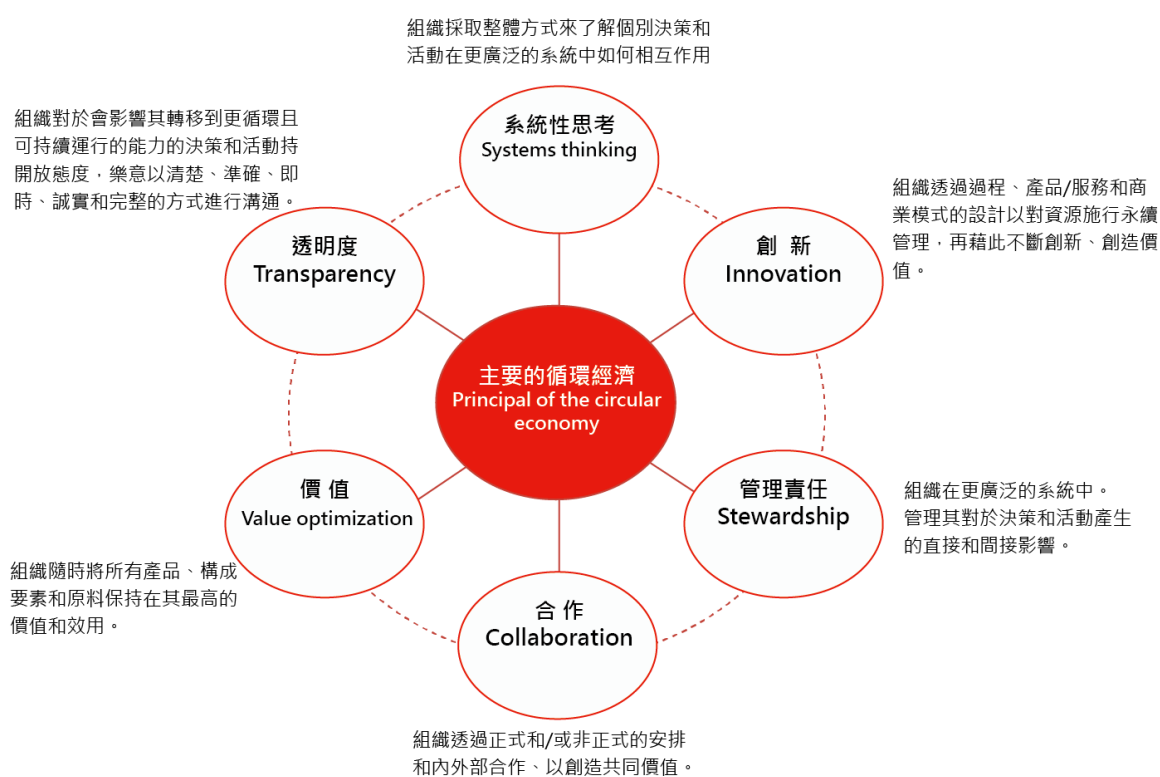 組織採取整體方式來了解個別決策和
活動在更廣泛的系統中如何相互作用
系統性思考
Systems thinking
組織對於會影響其轉移到更循環且
可持續運行的能力的決策和活動持
開放態度，樂意以清楚、準確、即
時、誠實和完整的方式進行溝通。
透明度
Transparency
創 新
Innovation
組織透過過程、產品/服務和商
業模式的設計以對資源施行永續
管理，再藉此不斷創新、創造價
值。
主要的循環經濟
Principal of the circular
economy
價 值
Value optimization
組織隨時將所有產品、構成
要素和原料保持在其最高的
價值和效用。
管理責任
Stewardship
組織在更廣泛的系統中。
管理其對於決策和活動產生
的直接和間接影響。
合 作
Collaboration
組織透過正式和/或非正式的安排
和內外部合作、以創造共同價值。